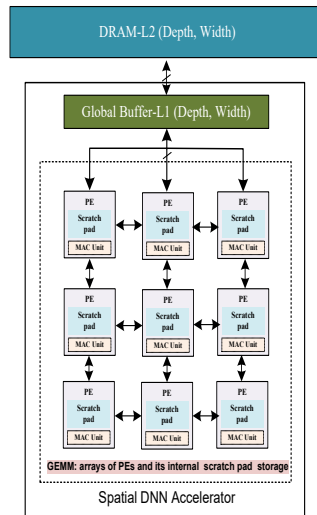 DRAM-L2 (Depth, Width)
Global Buffer-L1 (Depth, Width)
PE PE PE
Scratch pad Scratch pad Scratch pad
MAC Unit MAC Unit MAC Unit
PE PE PE
Scratch pad Scratch pad Scratch pad
MAC Unit MAC Unit MAC Unit
PE PE PE
Scratch pad Scratch pad Scratch pad
MAC Unit MAC Unit MAC Unit
GEMM: arrays of PEs and its internal scratch pad storage
Spatial DNN Accelerator